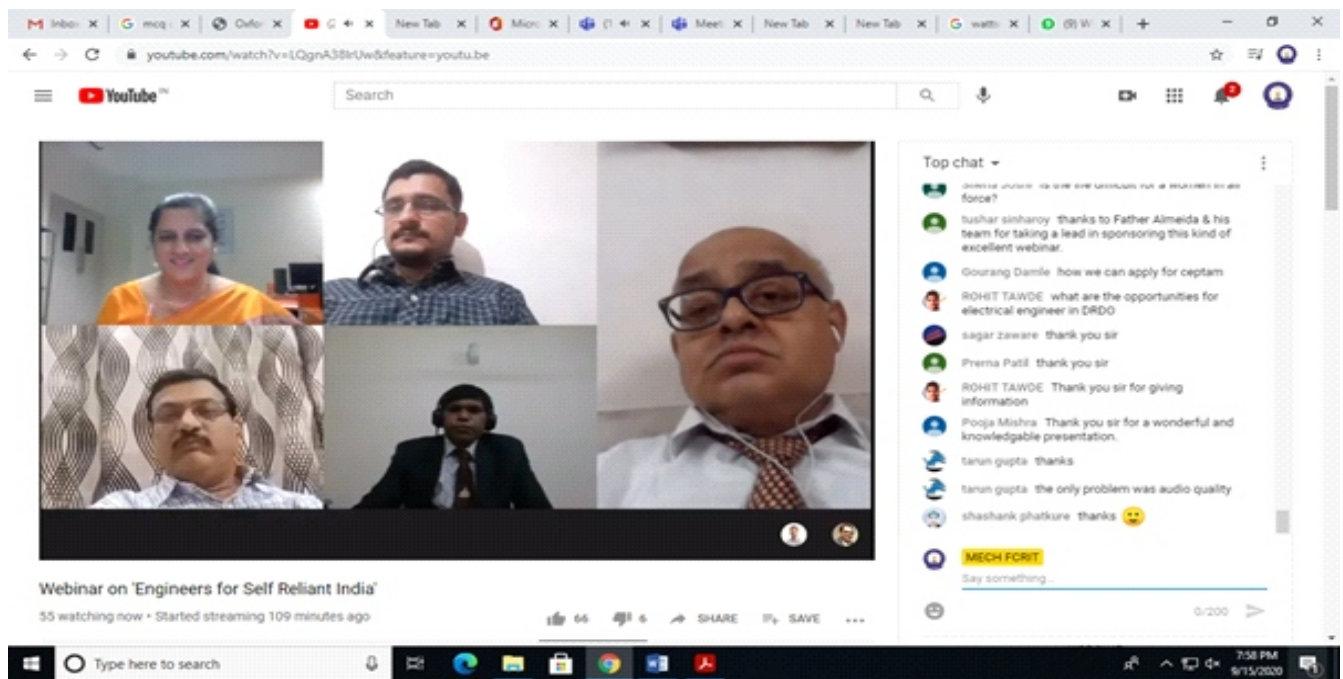 Inbo
mcq
Oxfo
New Tab
Micro
Meet
New Tab
New Tab
watts
(9) W
youtube.com/watch?v=LQgnA38IrUw&feature=youtu.be
YouTube IN
Search
2
Top chat
force?
tushar sinharoy thanks to Father Almeida & his
team for taking a lead in sponsoring this kind of
excellent webinar.
Gourang Damle how we can apply for ceptam
ROHIT TAWDE what are the opportunities for
electrical engineer in DRDO
sagar zaware thank you sir
Prerna Patil thank you sir
ROHIT TAWDE Thank you sir for giving
information
Pooja Mishra Thank you sir for a wonderful and
knowledgable presentation.
tarun gupta thanks
tarun gupta the only problem was audio quality
shashank phatkure thanks
MECH FCRIT
Say something...
0/200
Webinar on 'Engineers for Self Reliant India'
55 watching now • Started streaming 109 minutes ago
66
6
SHARE
SAVE
Type here to search
7:58 PM
9/15/2020